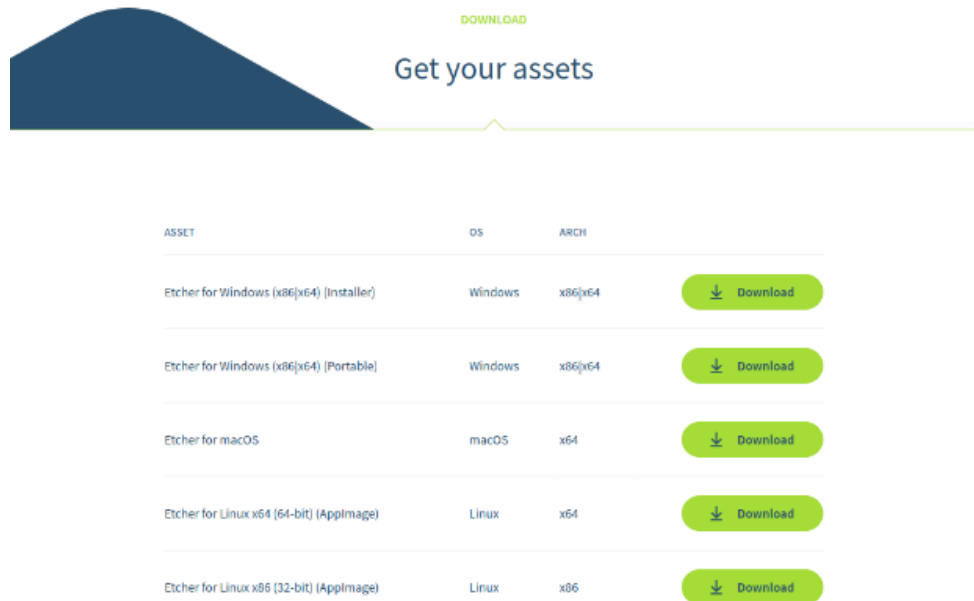 DOWNLOAD
Get your assets
ASSET OS ARCH
Etcher for Windows (x86|x64) (Installer) Windows x86|x64 Download
Etcher for Windows (x86|x64) (Portable) Windows x86|x64 Download
Etcher for macOS macOS x64 Download
Etcher for Linux x64 (64-bit) (AppImage) Linux x64 Download
Etcher for Linux x86 (32-bit) (AppImage) Linux x86 Download